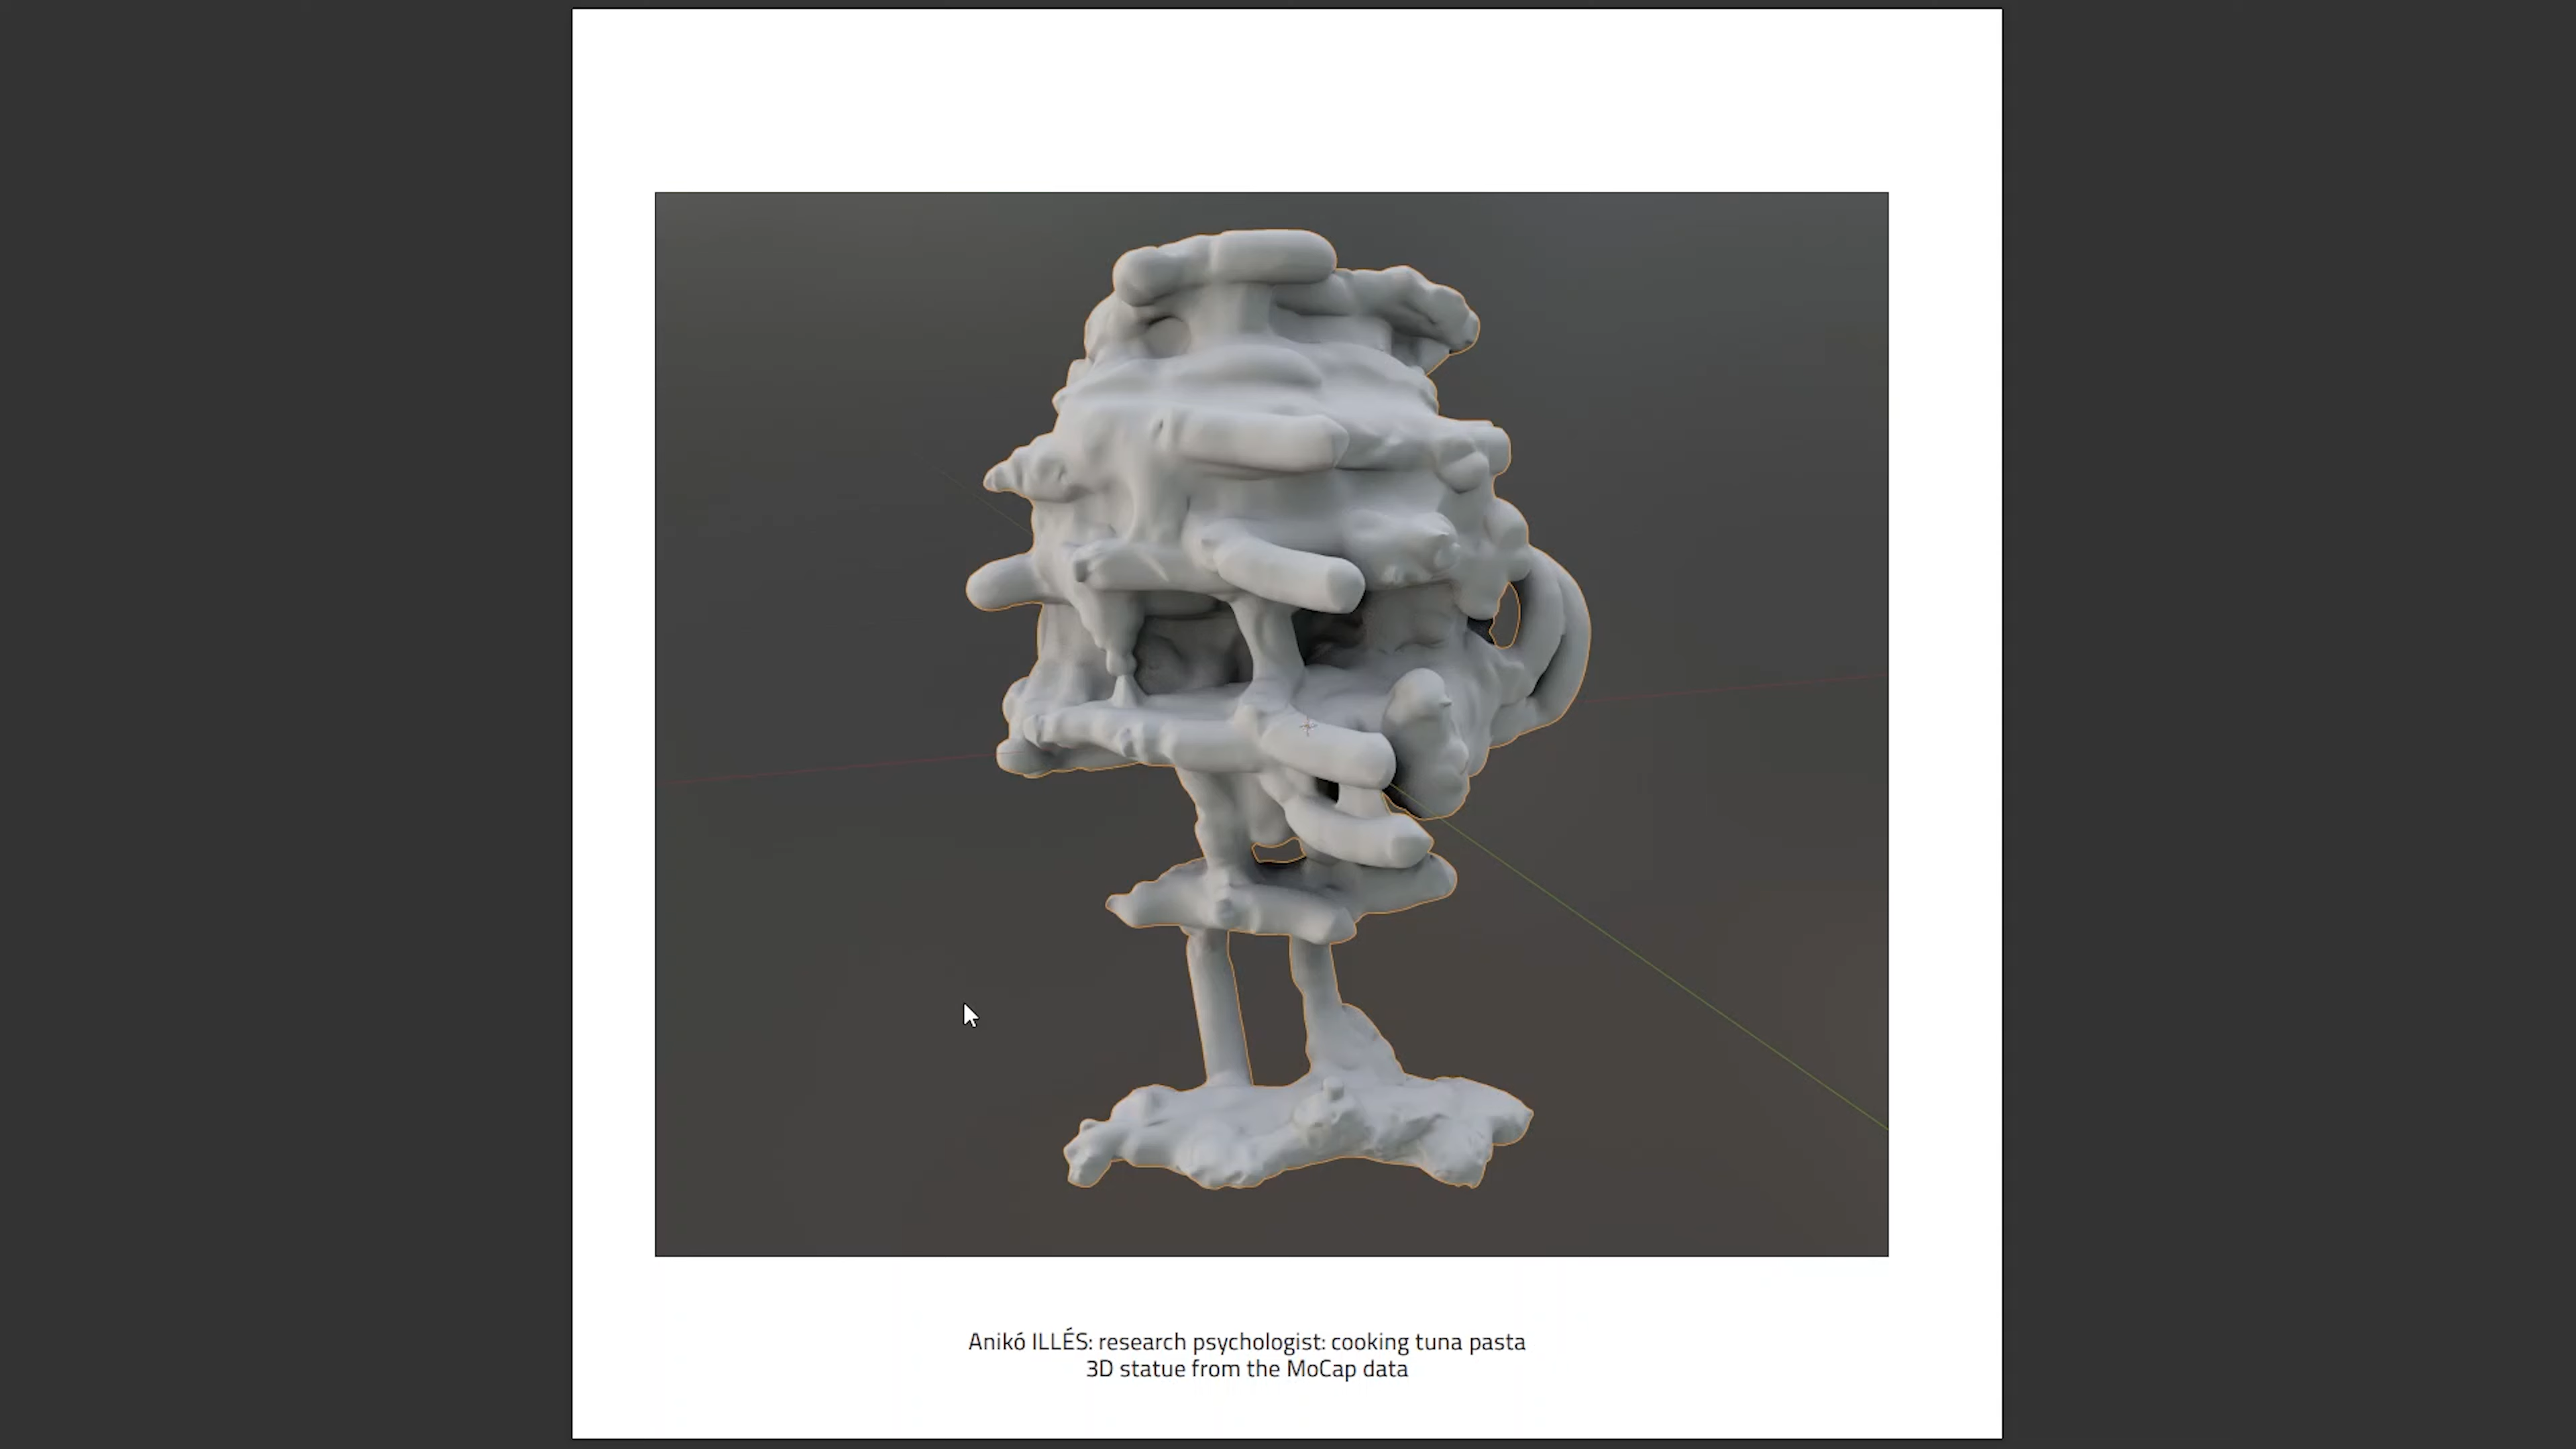 Anikó ILLÉS: research psychologist: cooking tuna pasta
3D statue from the MoCap data